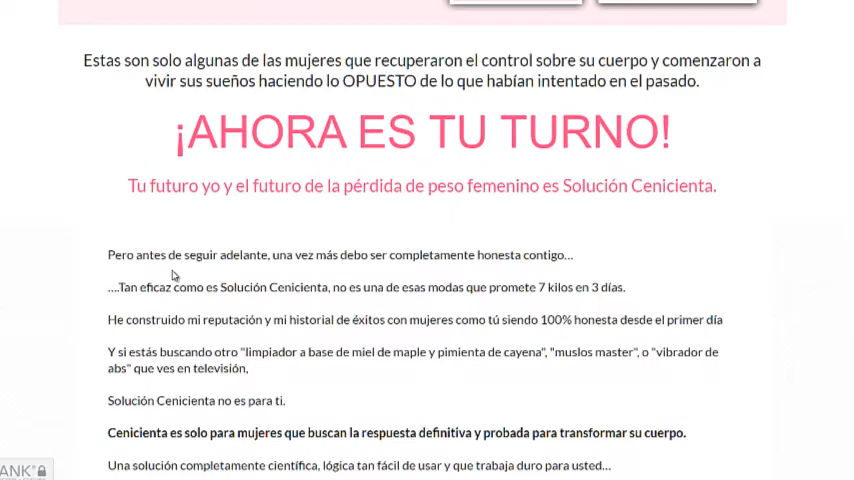 Estas son solo algunas de las mujeres que recuperaron el control sobre su cuerpo y comenzaron a
vivir sus sueños haciendo lo OPUESTO de lo que habían intentado en el pasado.
¡AHORA ES TU TURNO!
Tu futuro yo y el futuro de la pérdida de peso femenino es Solución Cenicienta.
Pero antes de seguir adelante, una vez más debo ser completamente honesta contigo...
....Tan eficaz como es Solución Cenicienta, no es una de esas modas que promete 7 kilos en 3 días.
He construido mi reputación y mi historial de éxitos con mujeres como tú siendo 100% honesta desde el primer día
Y si estás buscando otro "limpiador a base de miel de maple y pimienta de cayena", "muslos master", o "vibrador de
abs" que ves en televisión,
Solución Cenicienta no es para ti.
Cenicienta es solo para mujeres que buscan la respuesta definitiva y probada para transformar su cuerpo.
Una solución completamente científica, lógica tan fácil de usar y que trabaja duro para usted...